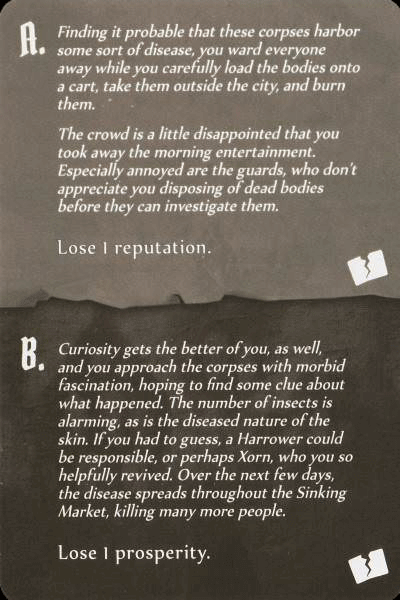 A.
Finding it probable that these corpses harbor
some sort of disease, you ward everyone
away while you carefully load the bodies onto
a cart, take them outside the city, and burn
them.
The crowd is a little disappointed that you
took away the morning entertainment.
Especially annoyed are the guards, who don't
appreciate you disposing of dead bodies
before they can investigate them.
Lose 1 reputation.
B.
Curiosity gets the better of you, as well,
and you approach the corpses with morbid
fascination, hoping to find some clue about
what happened. The number of insects is
alarming, as is the diseased nature of the
skin. If you had to guess, a Harrower could
be responsible, or perhaps Xorn, who you so
helpfully revived. Over the next few days,
the disease spreads throughout the Sinking
Market, killing many more people.
Lose 1 prosperity.